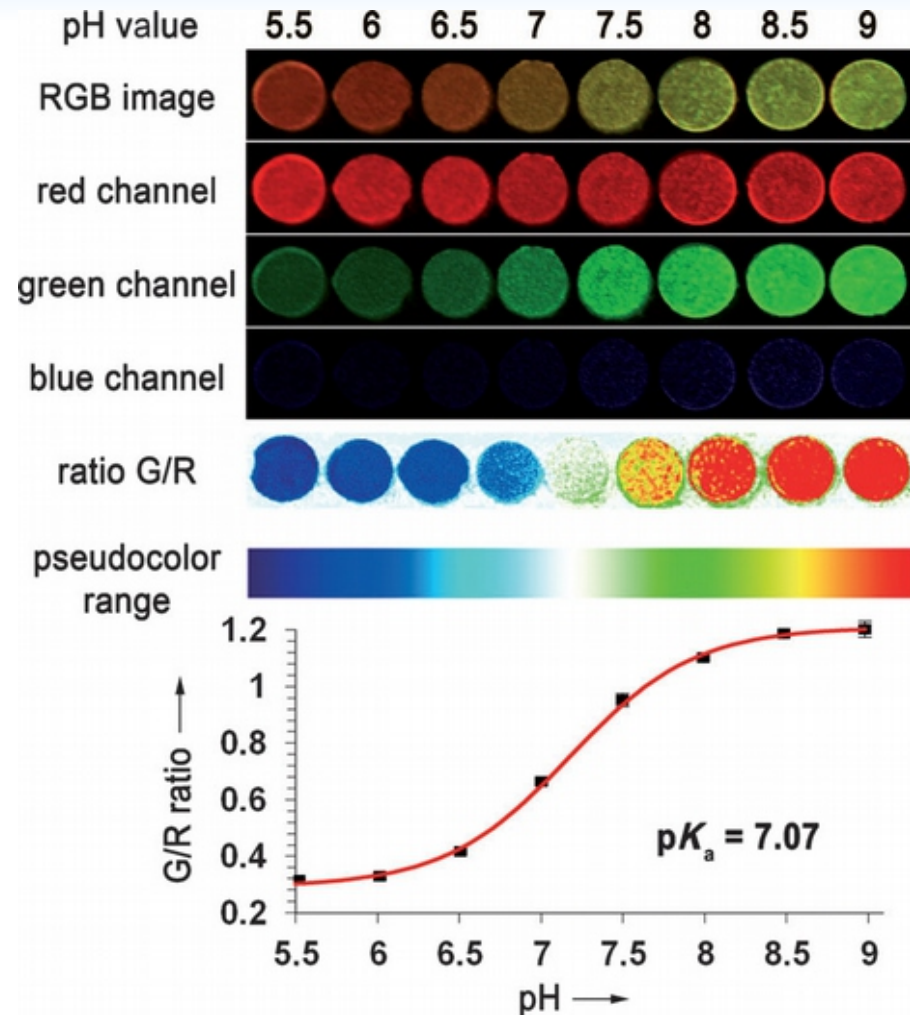 pH value 5.5 6 6.5 7 7.5 8 8.5 9
RGB image
red channel
green channel
blue channel
ratio G/R
pseudocolor
range
1.2
1
0.8
0.6
0.4
0.2
G/R ratio →
pKa = 7.07
5.5 6 6.5 7 7.5 8 8.5 9
pH →